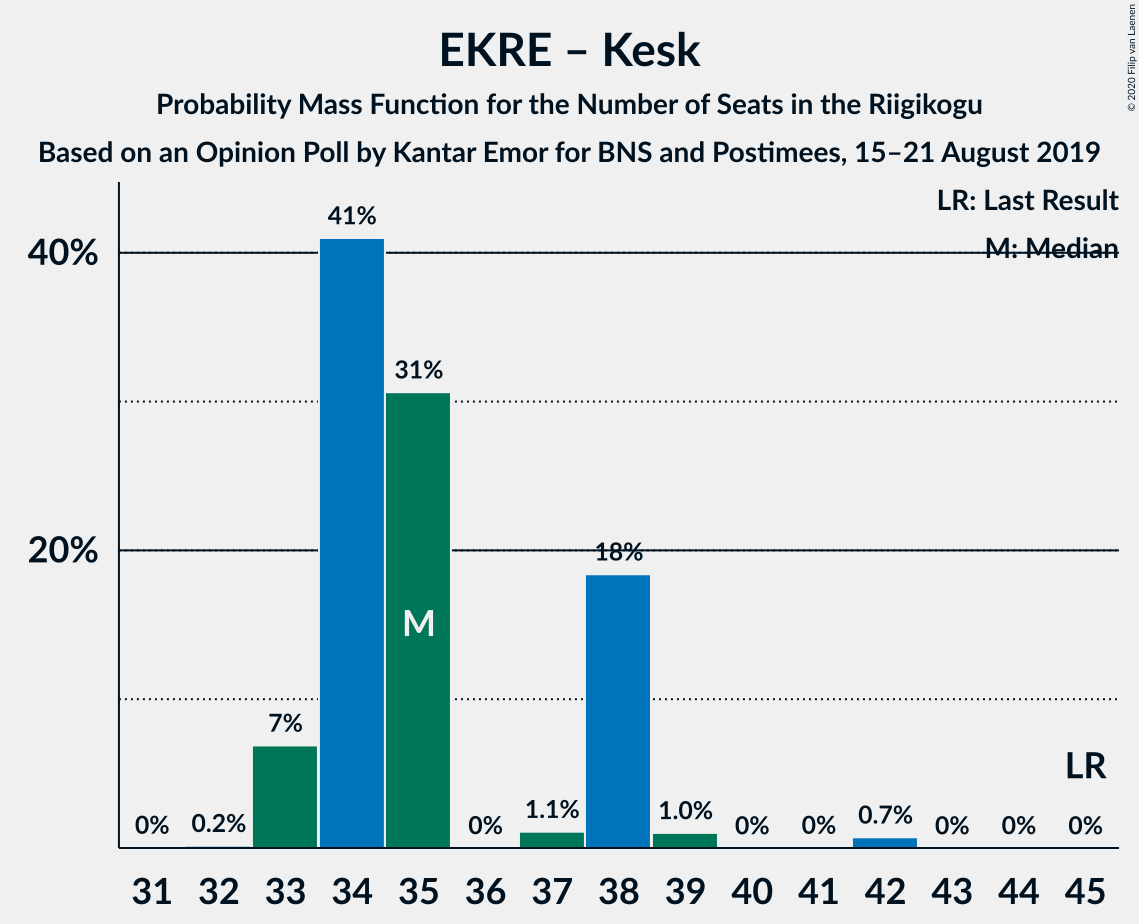 EKRE – Kesk
Probability Mass Function for the Number of Seats in the Riigikogu
Based on an Opinion Poll by Kantar Emor for BNS and Postimees, 15–21 August 2019
© 2020 Filip van Laenen
LR: Last Result
M: Median
40%
20%
0%
0.2%
7%
41%
31%
M
0%
1.1%
18%
1.0%
0%
0%
0.7%
0%
0%
0%
LR
31 32 33 34 35 36 37 38 39 40 41 42 43 44 45